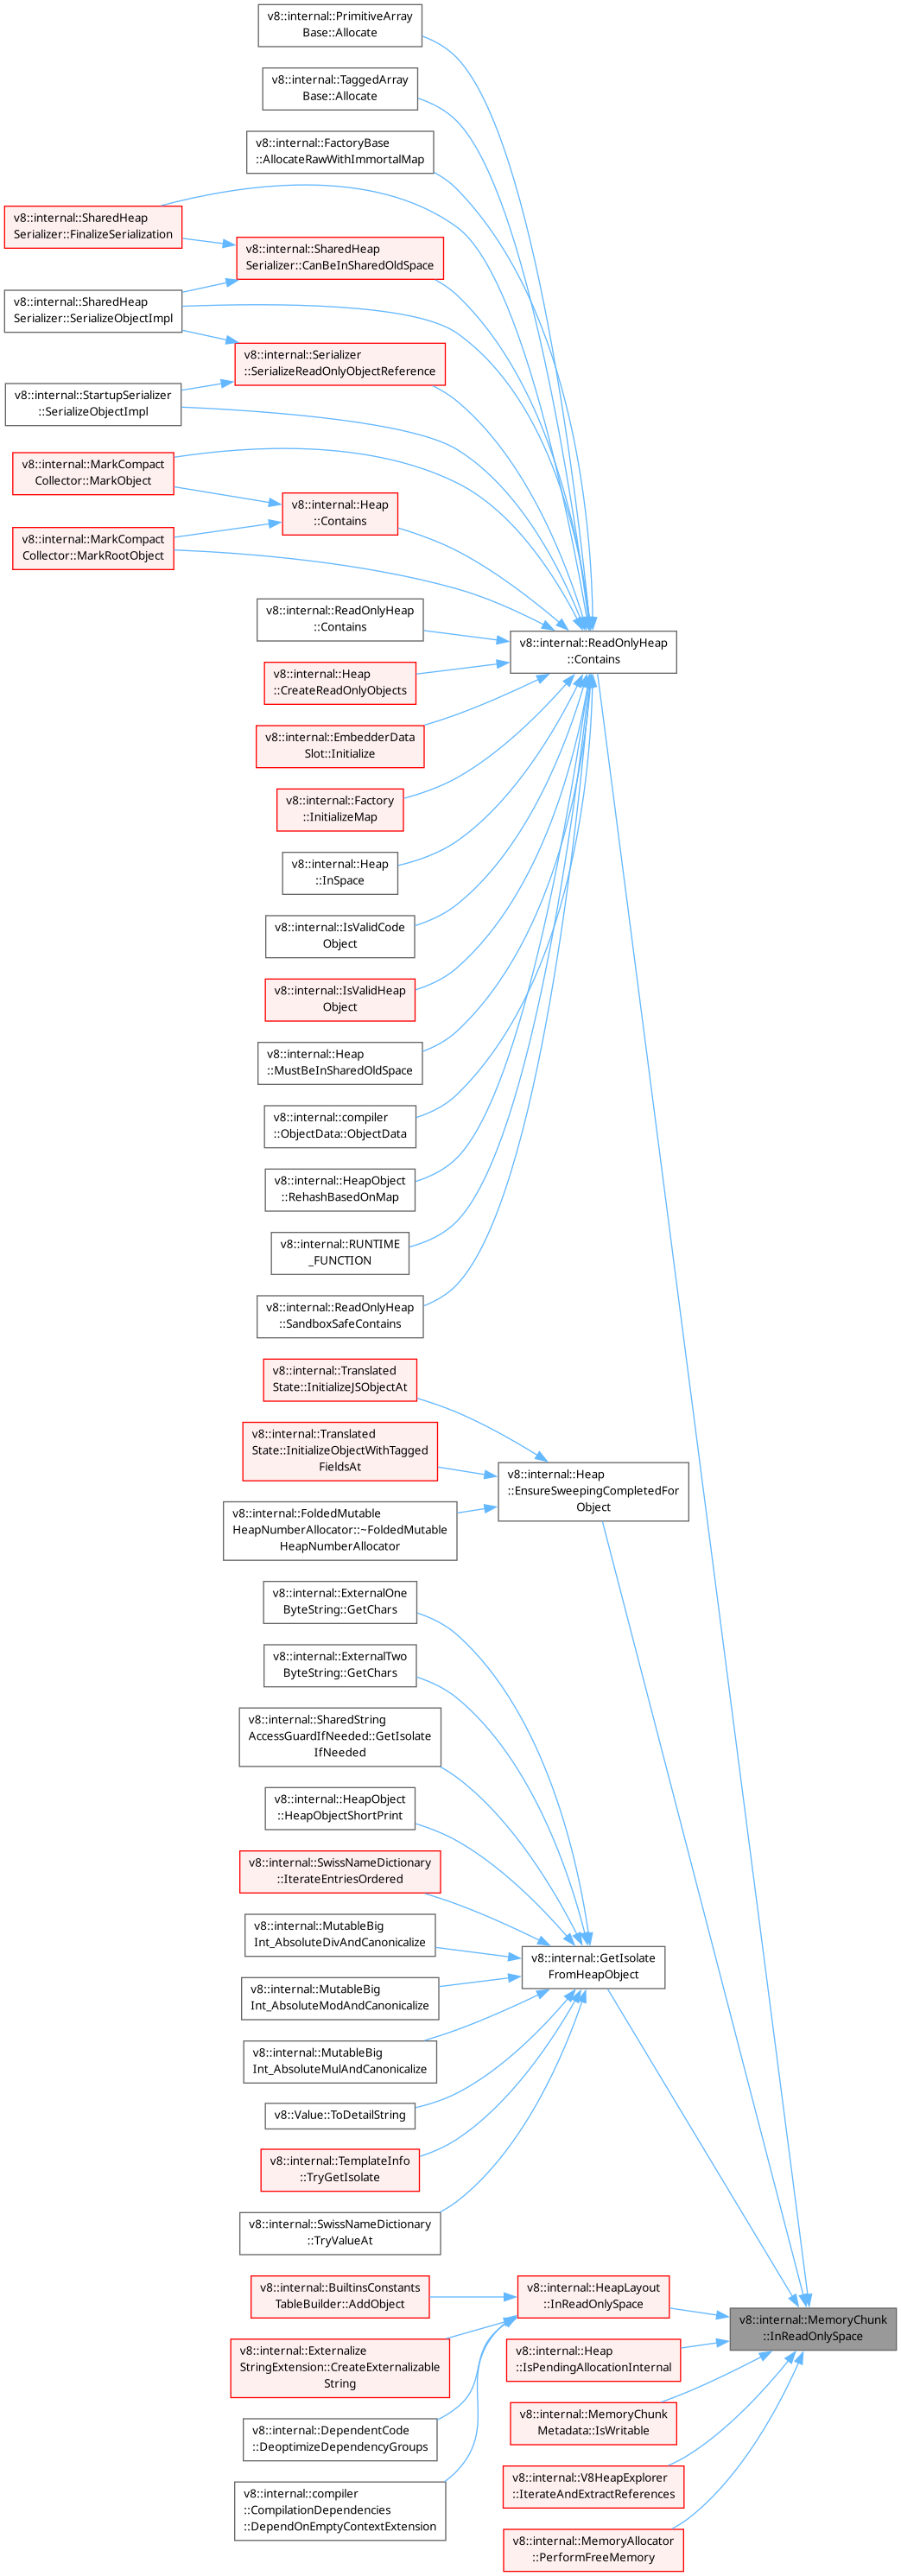 v8::internal::PrimitiveArray
Base::Allocate
v8::internal::TaggedArray
Base::Allocate
v8::internal::FactoryBase
::AllocateRawWithImmortalMap
v8::internal::SharedHeap
Serializer::FinalizeSerialization
v8::internal::SharedHeap
Serializer::CanBeInSharedOldSpace
v8::internal::SharedHeap
Serializer::SerializeObjectImpl
v8::internal::Serializer
::SerializeReadOnlyObjectReference
v8::internal::StartupSerializer
::SerializeObjectImpl
v8::internal::MarkCompact
Collector::MarkObject
v8::internal::Heap
::Contains
v8::internal::MarkCompact
Collector::MarkRootObject
v8::internal::ReadOnlyHeap
::Contains
v8::internal::ReadOnlyHeap
::Contains
v8::internal::Heap
::CreateReadOnlyObjects
v8::internal::EmbedderData
Slot::Initialize
v8::internal::Factory
::InitializeMap
v8::internal::Heap
::InSpace
v8::internal::IsValidCode
Object
v8::internal::IsValidHeap
Object
v8::internal::Heap
::MustBeInSharedOldSpace
v8::internal::compiler
::ObjectData::ObjectData
v8::internal::HeapObject
::RehashBasedOnMap
v8::internal::RUNTIME
_FUNCTION
v8::internal::ReadOnlyHeap
::SandboxSafeContains
v8::internal::Translated
State::InitializeJSObjectAt
v8::internal::Translated
State::InitializeObjectWithTagged
FieldsAt
v8::internal::Heap
::EnsureSweepingCompletedFor
Object
v8::internal::FoldedMutable
HeapNumberAllocator::~FoldedMutable
HeapNumberAllocator
v8::internal::ExternalOne
ByteString::GetChars
v8::internal::ExternalTwo
ByteString::GetChars
v8::internal::SharedString
AccessGuardIfNeeded::GetIsolate
IfNeeded
v8::internal::HeapObject
::HeapObjectShortPrint
v8::internal::SwissNameDictionary
::IterateEntriesOrdered
v8::internal::MutableBig
Int_AbsoluteDivAndCanonicalize
v8::internal::GetIsolate
FromHeapObject
v8::internal::MutableBig
Int_AbsoluteModAndCanonicalize
v8::internal::MutableBig
Int_AbsoluteMulAndCanonicalize
v8::Value::ToDetailString
v8::internal::TemplateInfo
::TryGetIsolate
v8::internal::SwissNameDictionary
::TryValueAt
v8::internal::BuiltinsConstants
TableBuilder::AddObject
v8::internal::HeapLayout
::InReadOnlySpace
v8::internal::MemoryChunk
::InReadOnlySpace
v8::internal::Externalize
StringExtension::CreateExternalizable
String
v8::internal::Heap
::IsPendingAllocationInternal
v8::internal::DependentCode
::DeoptimizeDependencyGroups
v8::internal::MemoryChunk
Metadata::IsWritable
v8::internal::V8HeapExplorer
::IterateAndExtractReferences
v8::internal::compiler
::CompilationDependencies
::DependOnEmptyContextExtension
v8::internal::MemoryAllocator
::PerformFreeMemory